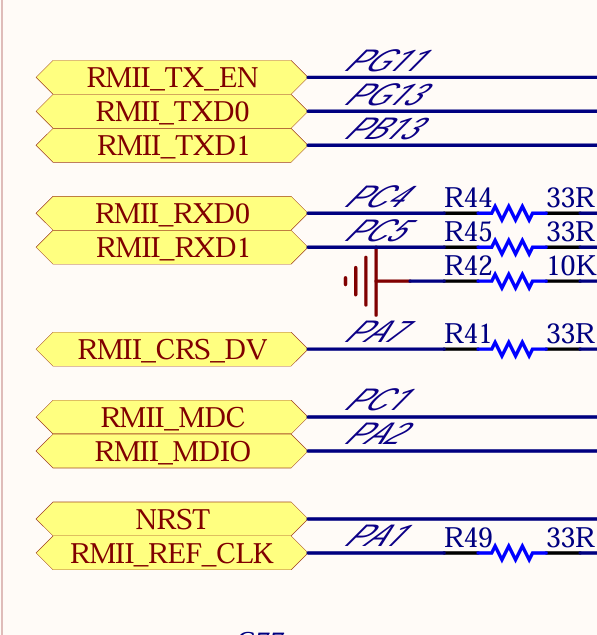 RMII_TX_EN PG11
RMII_TXD0 PG13
RMII_TXD1 PB13
RMII_RXD0 PC4 R44 33R
RMII_RXD1 PC5 R45 33R
R42 10K
RMII_CRS_DV PA7 R41 33R
RMII_MDC PC1
RMII_MDIO PA2
NRST
RMII_REF_CLK PA1 R49 33R